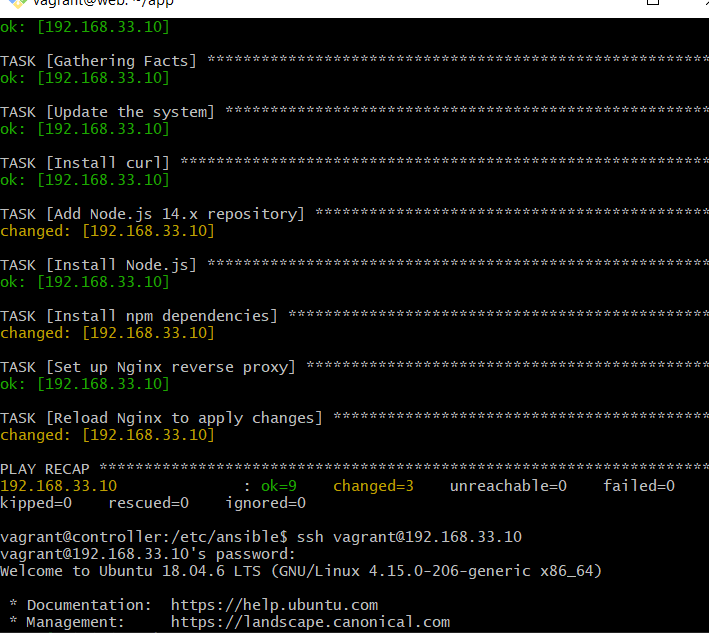 vagrant@web: ~/app
ok: [192.168.33.10]
TASK [Gathering Facts] ********************************************************
ok: [192.168.33.10]
TASK [Update the system] ******************************************************
ok: [192.168.33.10]
TASK [Install curl] ***********************************************************
ok: [192.168.33.10]
TASK [Add Node.js 14.x repository] ********************************************
changed: [192.168.33.10]
TASK [Install Node.js] ********************************************************
ok: [192.168.33.10]
TASK [Install npm dependencies] ***********************************************
changed: [192.168.33.10]
TASK [Set up Nginx reverse proxy] *********************************************
ok: [192.168.33.10]
TASK [Reload Nginx to apply changes] ******************************************
changed: [192.168.33.10]
PLAY RECAP ********************************************************************
192.168.33.10 : ok=9 changed=3 unreachable=0 failed=0
kipped=0 rescued=0 ignored=0
vagrant@controller:/etc/ansible$ ssh vagrant@192.168.33.10
vagrant@192.168.33.10's password:
Welcome to Ubuntu 18.04.6 LTS (GNU/Linux 4.15.0-206-generic x86_64)
* Documentation: https://help.ubuntu.com
* Management: https://landscape.canonical.com